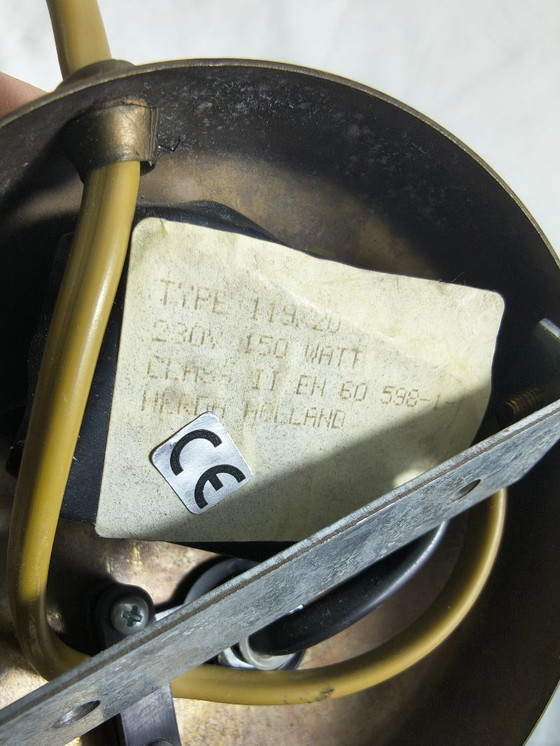 TYPE 119.20
230V 150 WATT
CLASS II EN 60 598-1
HOLLAND
CE